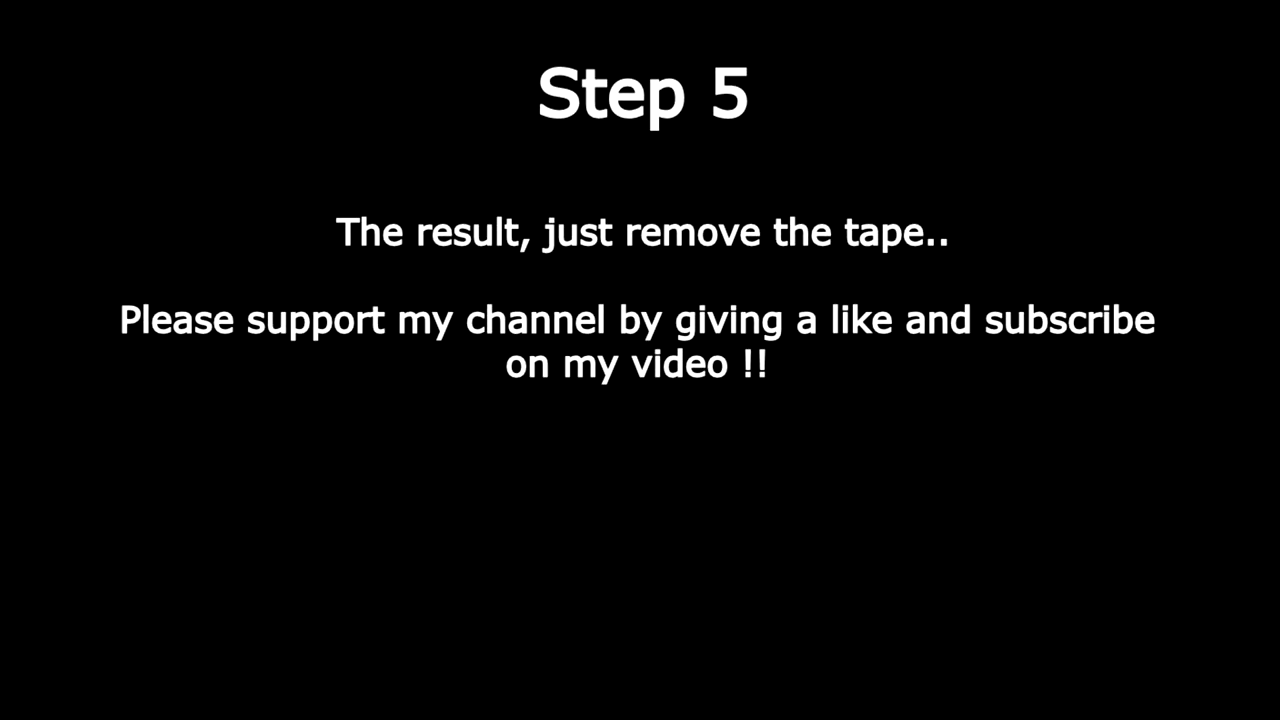 Step 5
The result, just remove the tape..
Please support my channel by giving a like and subscribe
on my video !!